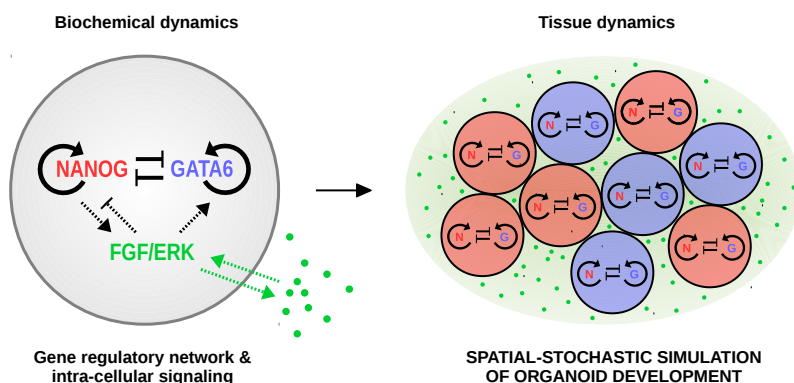 Biochemical dynamics
Tissue dynamics
NANOG
GATA6
FGF/ERK
N G
N G
N G
N G
N G
N G
N G
N G
N G
Gene regulatory network &
intra-cellular signaling
SPATIAL-STOCHASTIC SIMULATION
OF ORGANOID DEVELOPMENT